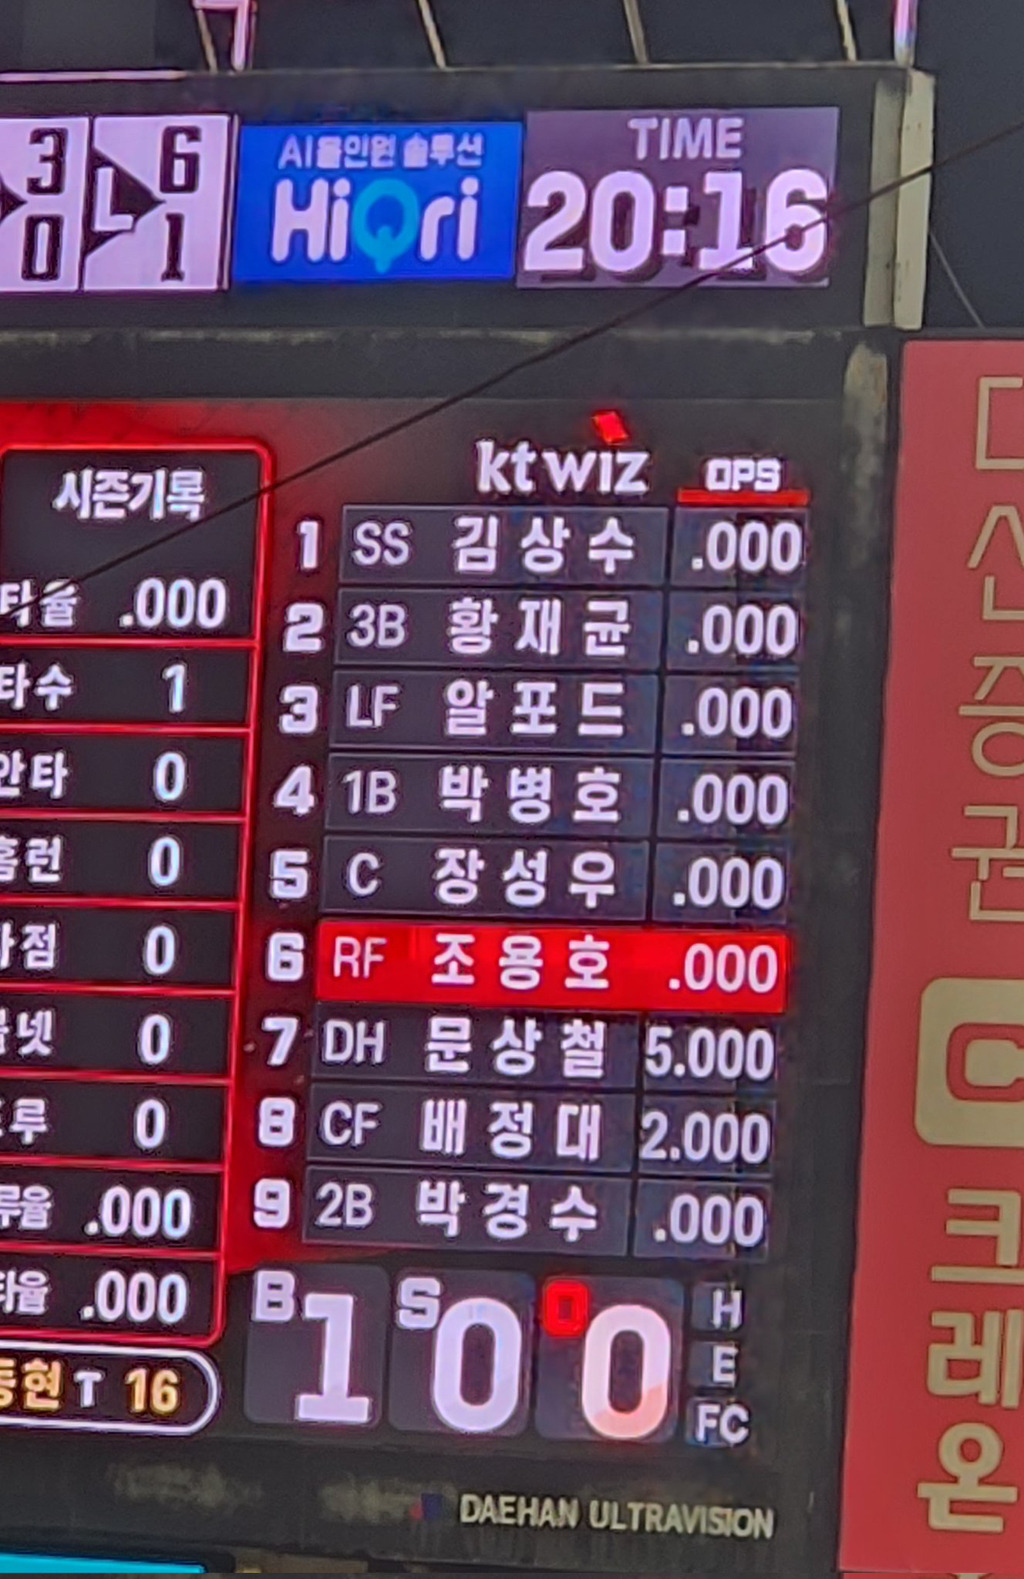 3 L 6
0 1
AI올인원 솔루션
HiQri
TIME
20:16
시즌기록
타율 .000
타수 1
안타 0
홈런 0
타점 0
볼넷 0
도루 0
루율 .000
타율 .000
동현 T 16
kt wiz OPS
1 SS 김상수 .000
2 3B 황재균 .000
3 LF 알포드 .000
4 1B 박병호 .000
5 C 장성우 .000
6 RF 조용호 .000
7 DH 문상철 5.000
8 CF 배정대 2.000
9 2B 박경수 .000
B 1 S 0 O 0
H
E
FC
DAEHAN ULTRAVISION
대신증권
C
크레온